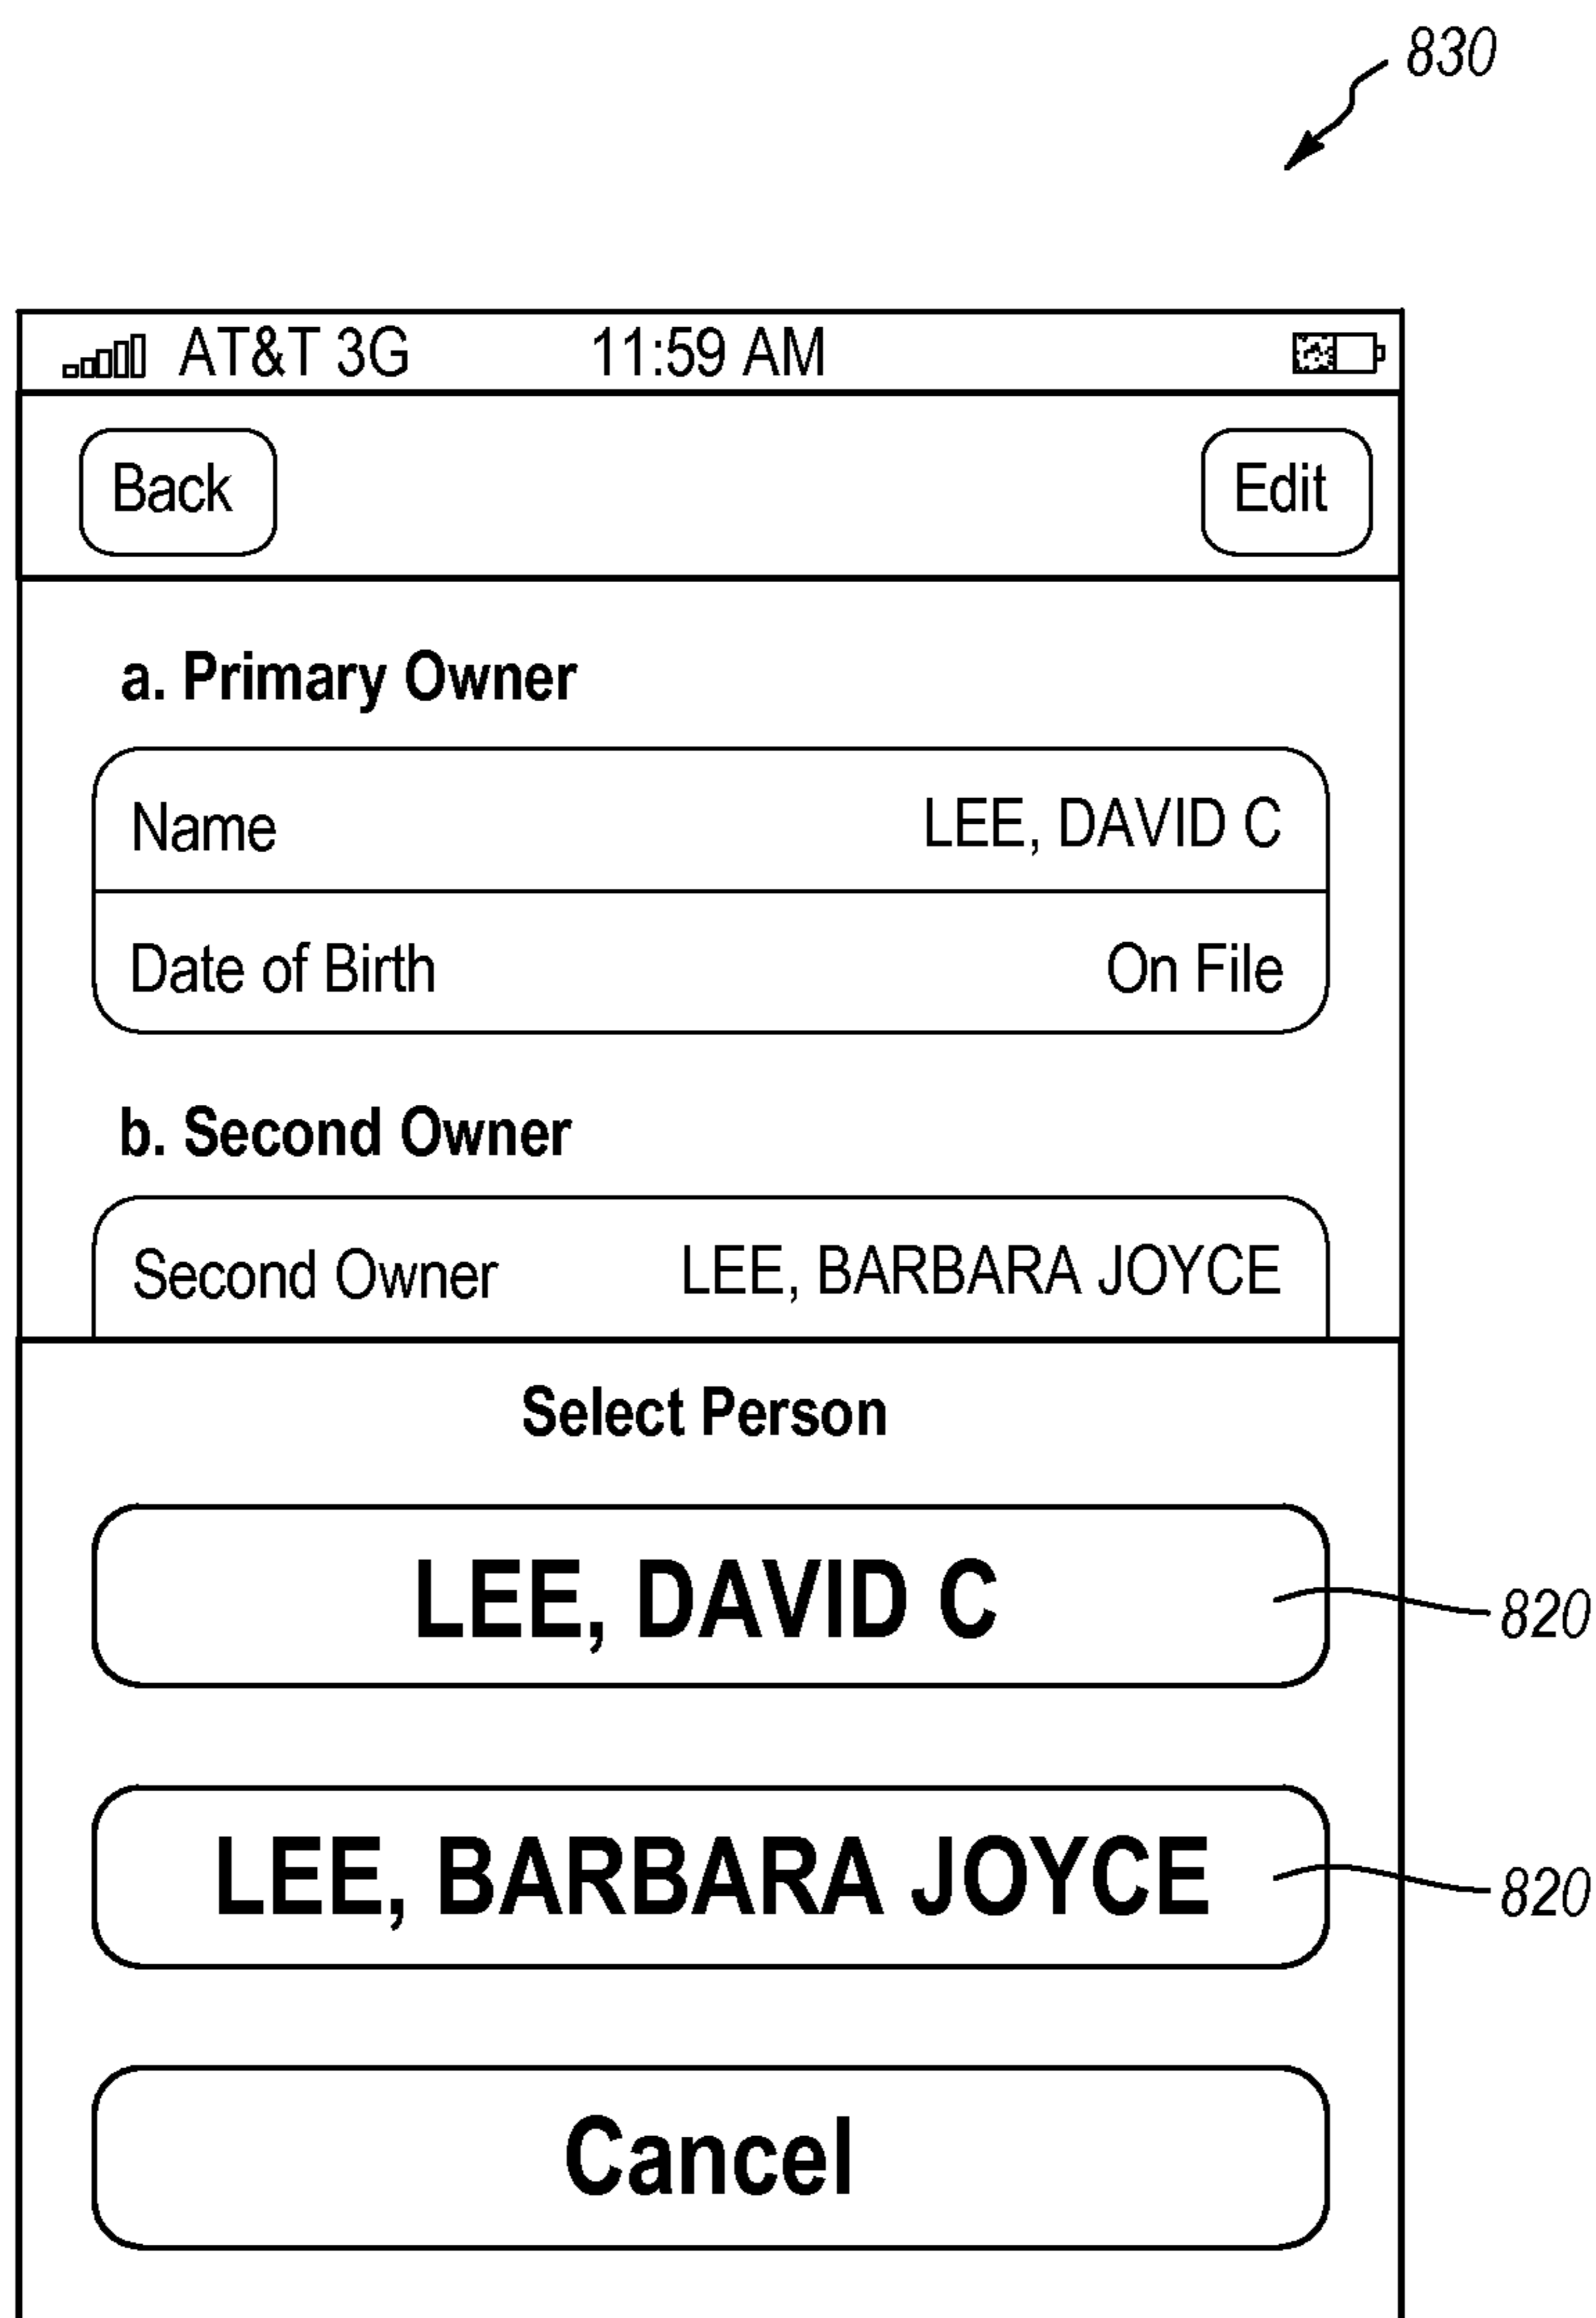 830
AT&T 3G 11:59 AM
Back Edit
a. Primary Owner
Name LEE, DAVID C
Date of Birth On File
b. Second Owner
Second Owner LEE, BARBARA JOYCE
Select Person
LEE, DAVID C 820
LEE, BARBARA JOYCE 820
Cancel